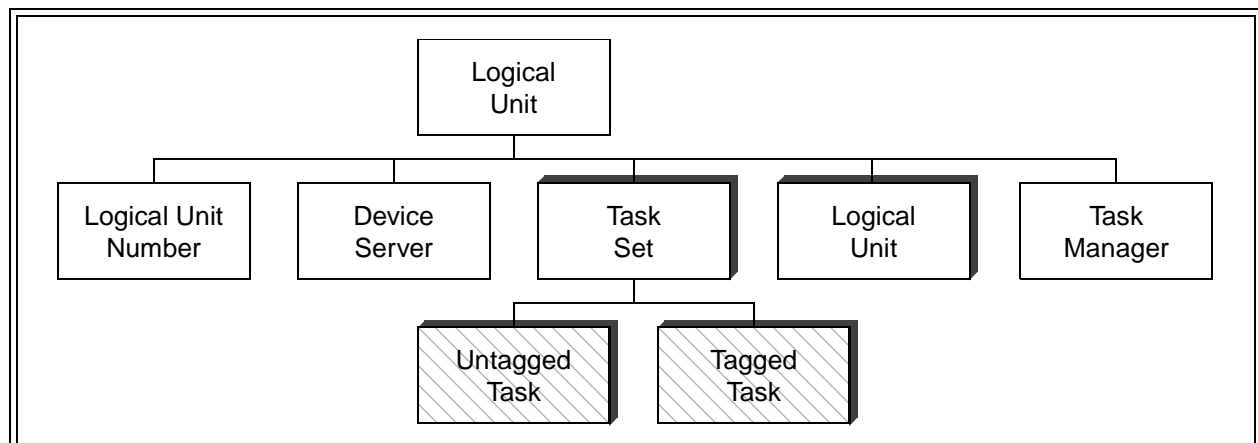 Logical
Unit
Logical Unit
Number
Device
Server
Task
Set
Logical
Unit
Task
Manager
Untagged
Task
Tagged
Task